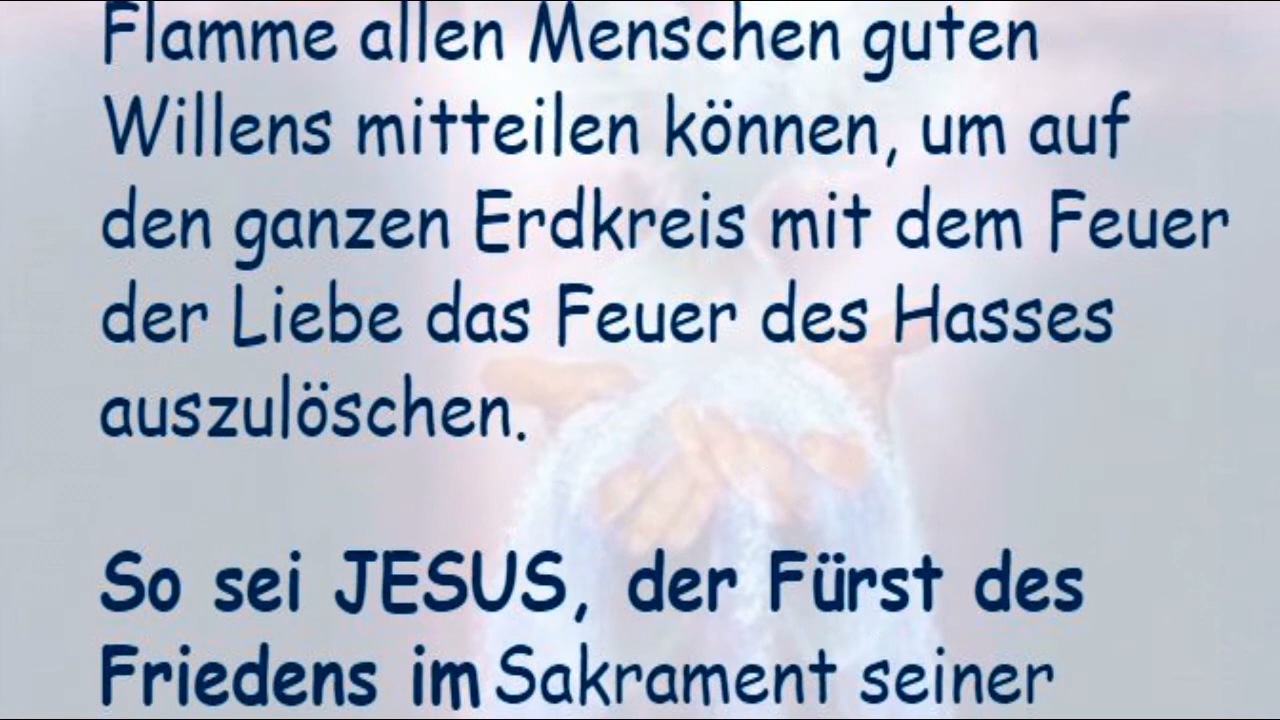 Flamme allen Menschen guten
Willens mitteilen können, um auf
den ganzen Erdkreis mit dem Feuer
der Liebe das Feuer des Hasses
auszulöschen.
So sei JESUS, der Fürst des
Friedens im Sakrament seiner